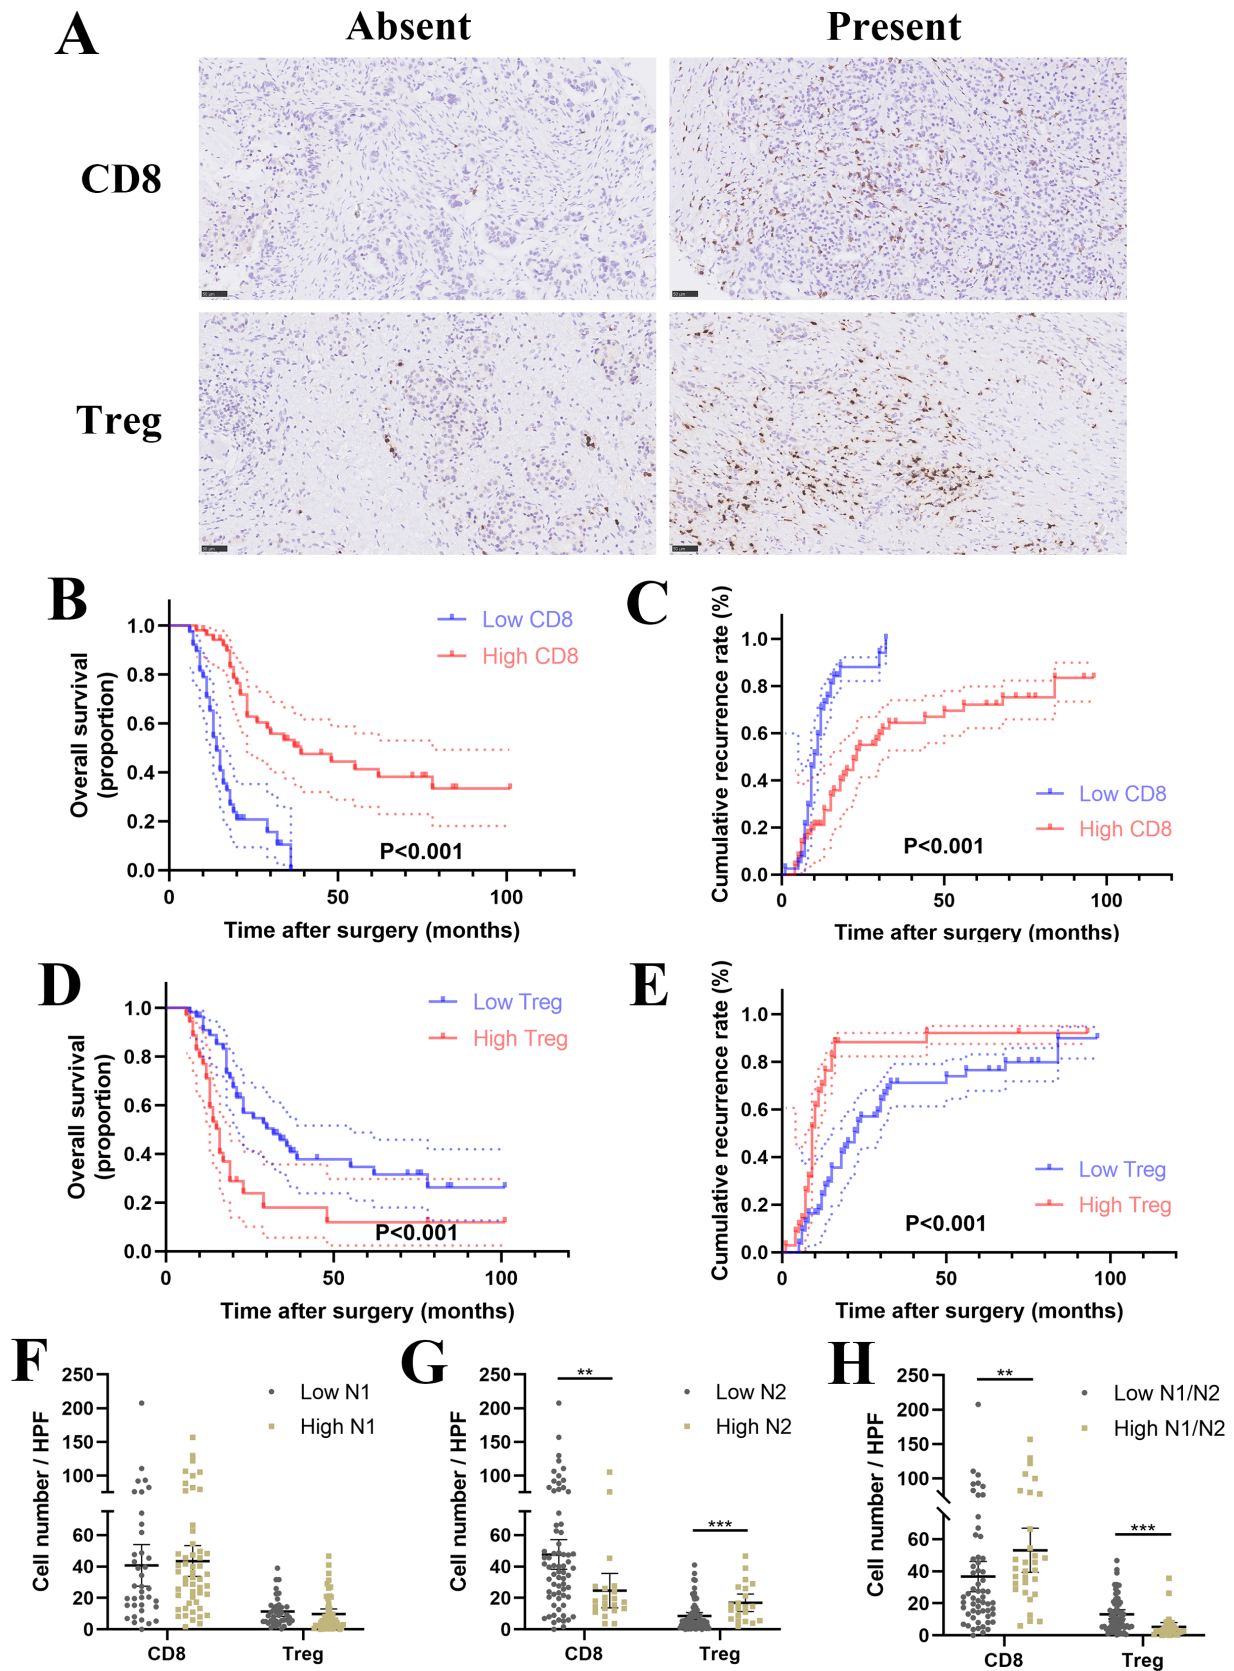 A
Absent
Present
CD8
50 μm
50 μm
Treg
50 μm
50 μm
B
Overall survival
(proportion)
1.0
0.8
0.6
0.4
0.2
0.0
Low CD8
High CD8
P<0.001
0
50
100
Time after surgery (months)
C
Cumulative recurrence rate (%)
1.0
0.8
0.6
0.4
0.2
0.0
Low CD8
High CD8
P<0.001
0
50
100
Time after surgery (months)
D
Overall survival
(proportion)
1.0
0.8
0.6
0.4
0.2
0.0
Low Treg
High Treg
P<0.001
0
50
100
Time after surgery (months)
E
Cumulative recurrence rate (%)
1.0
0.8
0.6
0.4
0.2
0.0
Low Treg
High Treg
P<0.001
0
50
100
Time after surgery (months)
F
Cell number / HPF
250
200
150
100
60
40
20
0
Low N1
High N1
CD8
Treg
G
Cell number / HPF
250
200
150
100
60
40
20
0
**
***
Low N2
High N2
CD8
Treg
H
Cell number / HPF
250
200
150
100
60
40
20
0
**
***
Low N1/N2
High N1/N2
CD8
Treg